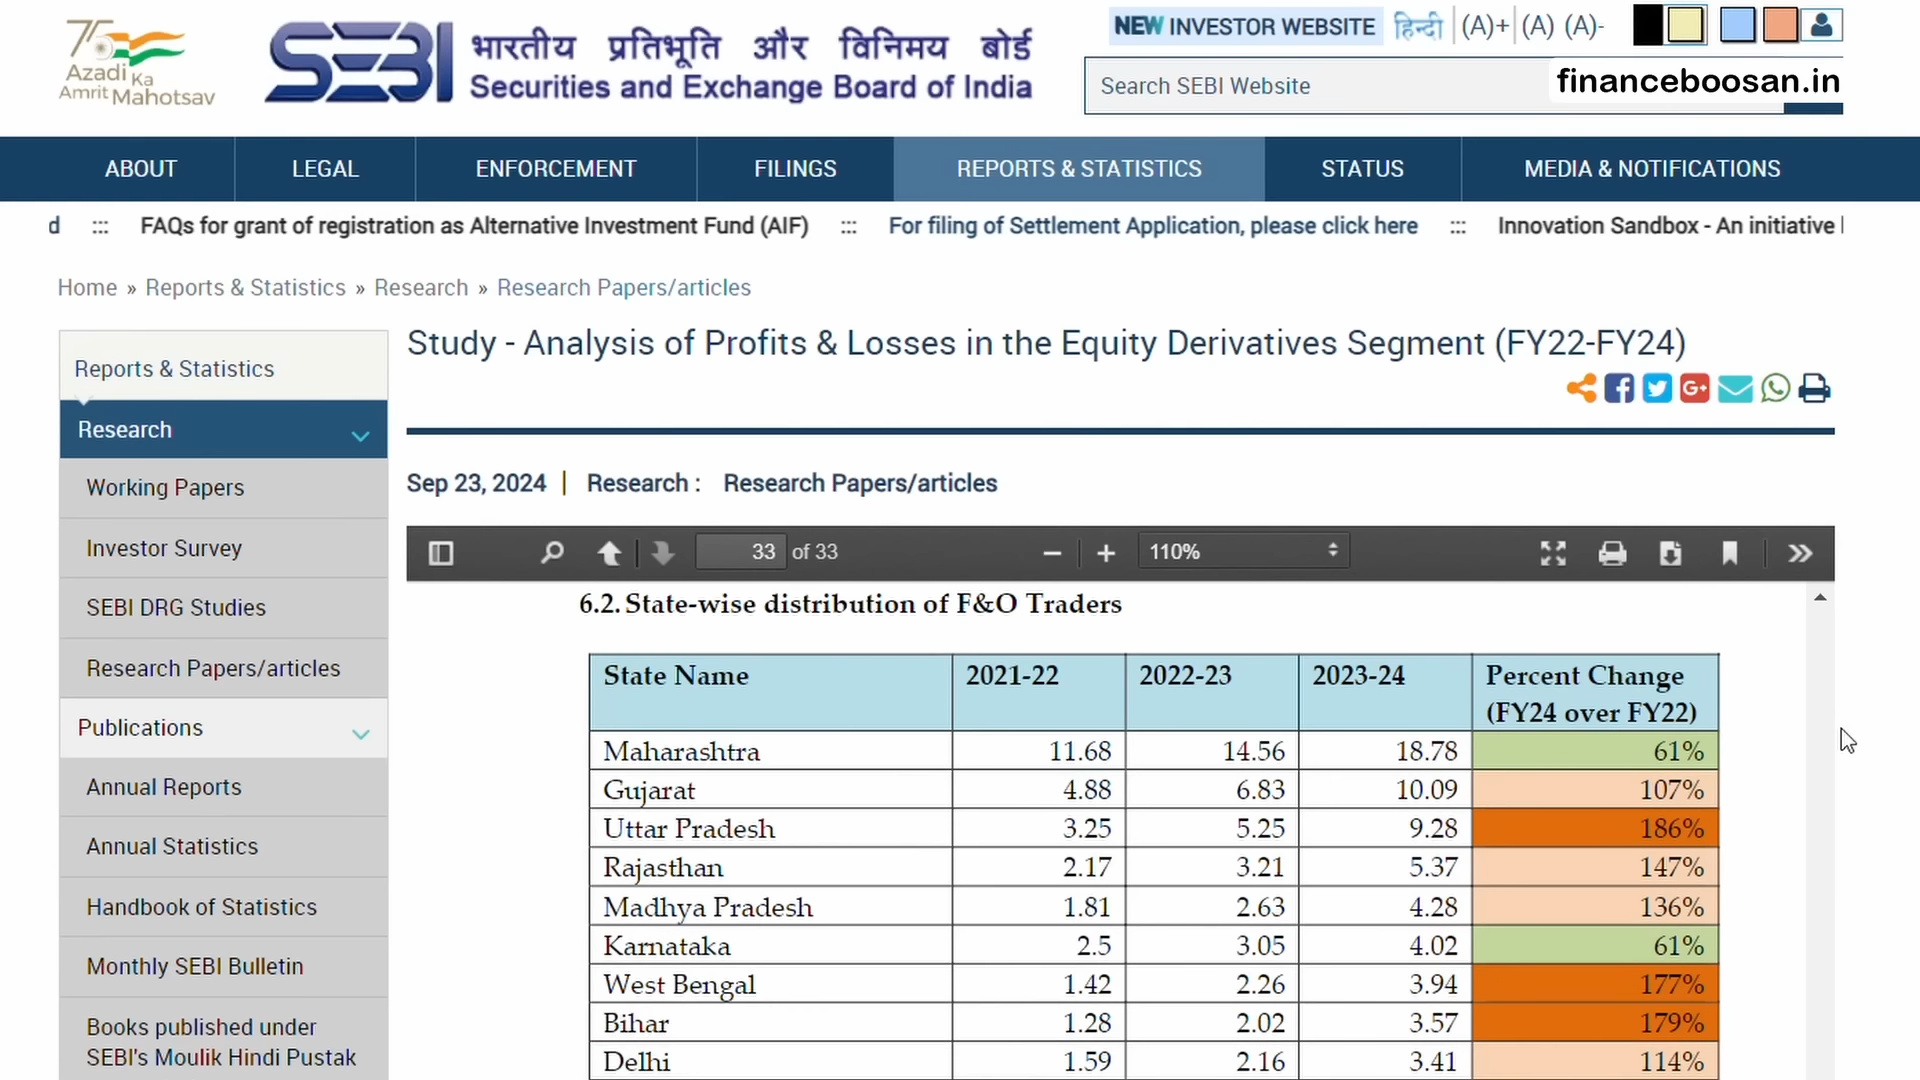 75
Azadi Ka
Amrit Mahotsav
SEBI
भारतीय प्रतिभूति और विनिमय बोर्ड
Securities and Exchange Board of India
NEW INVESTOR WEBSITE हिन्दी (A)+ (A) (A)-
Search SEBI Website
financeboosan.in
ABOUT LEGAL ENFORCEMENT FILINGS REPORTS & STATISTICS STATUS MEDIA & NOTIFICATIONS
d ::: FAQs for grant of registration as Alternative Investment Fund (AIF) ::: For filing of Settlement Application, please click here ::: Innovation Sandbox - An initiative
Home » Reports & Statistics » Research » Research Papers/articles
Reports & Statistics
Research
Working Papers
Investor Survey
SEBI DRG Studies
Research Papers/articles
Publications
Annual Reports
Annual Statistics
Handbook of Statistics
Monthly SEBI Bulletin
Books published under
SEBI's Moulik Hindi Pustak
Study - Analysis of Profits & Losses in the Equity Derivatives Segment (FY22-FY24)
Sep 23, 2024 | Research : Research Papers/articles
33 of 33 110%
6.2. State-wise distribution of F&O Traders
State Name 2021-22 2022-23 2023-24 Percent Change
(FY24 over FY22)
Maharashtra 11.68 14.56 18.78 61%
Gujarat 4.88 6.83 10.09 107%
Uttar Pradesh 3.25 5.25 9.28 186%
Rajasthan 2.17 3.21 5.37 147%
Madhya Pradesh 1.81 2.63 4.28 136%
Karnataka 2.5 3.05 4.02 61%
West Bengal 1.42 2.26 3.94 177%
Bihar 1.28 2.02 3.57 179%
Delhi 1.59 2.16 3.41 114%